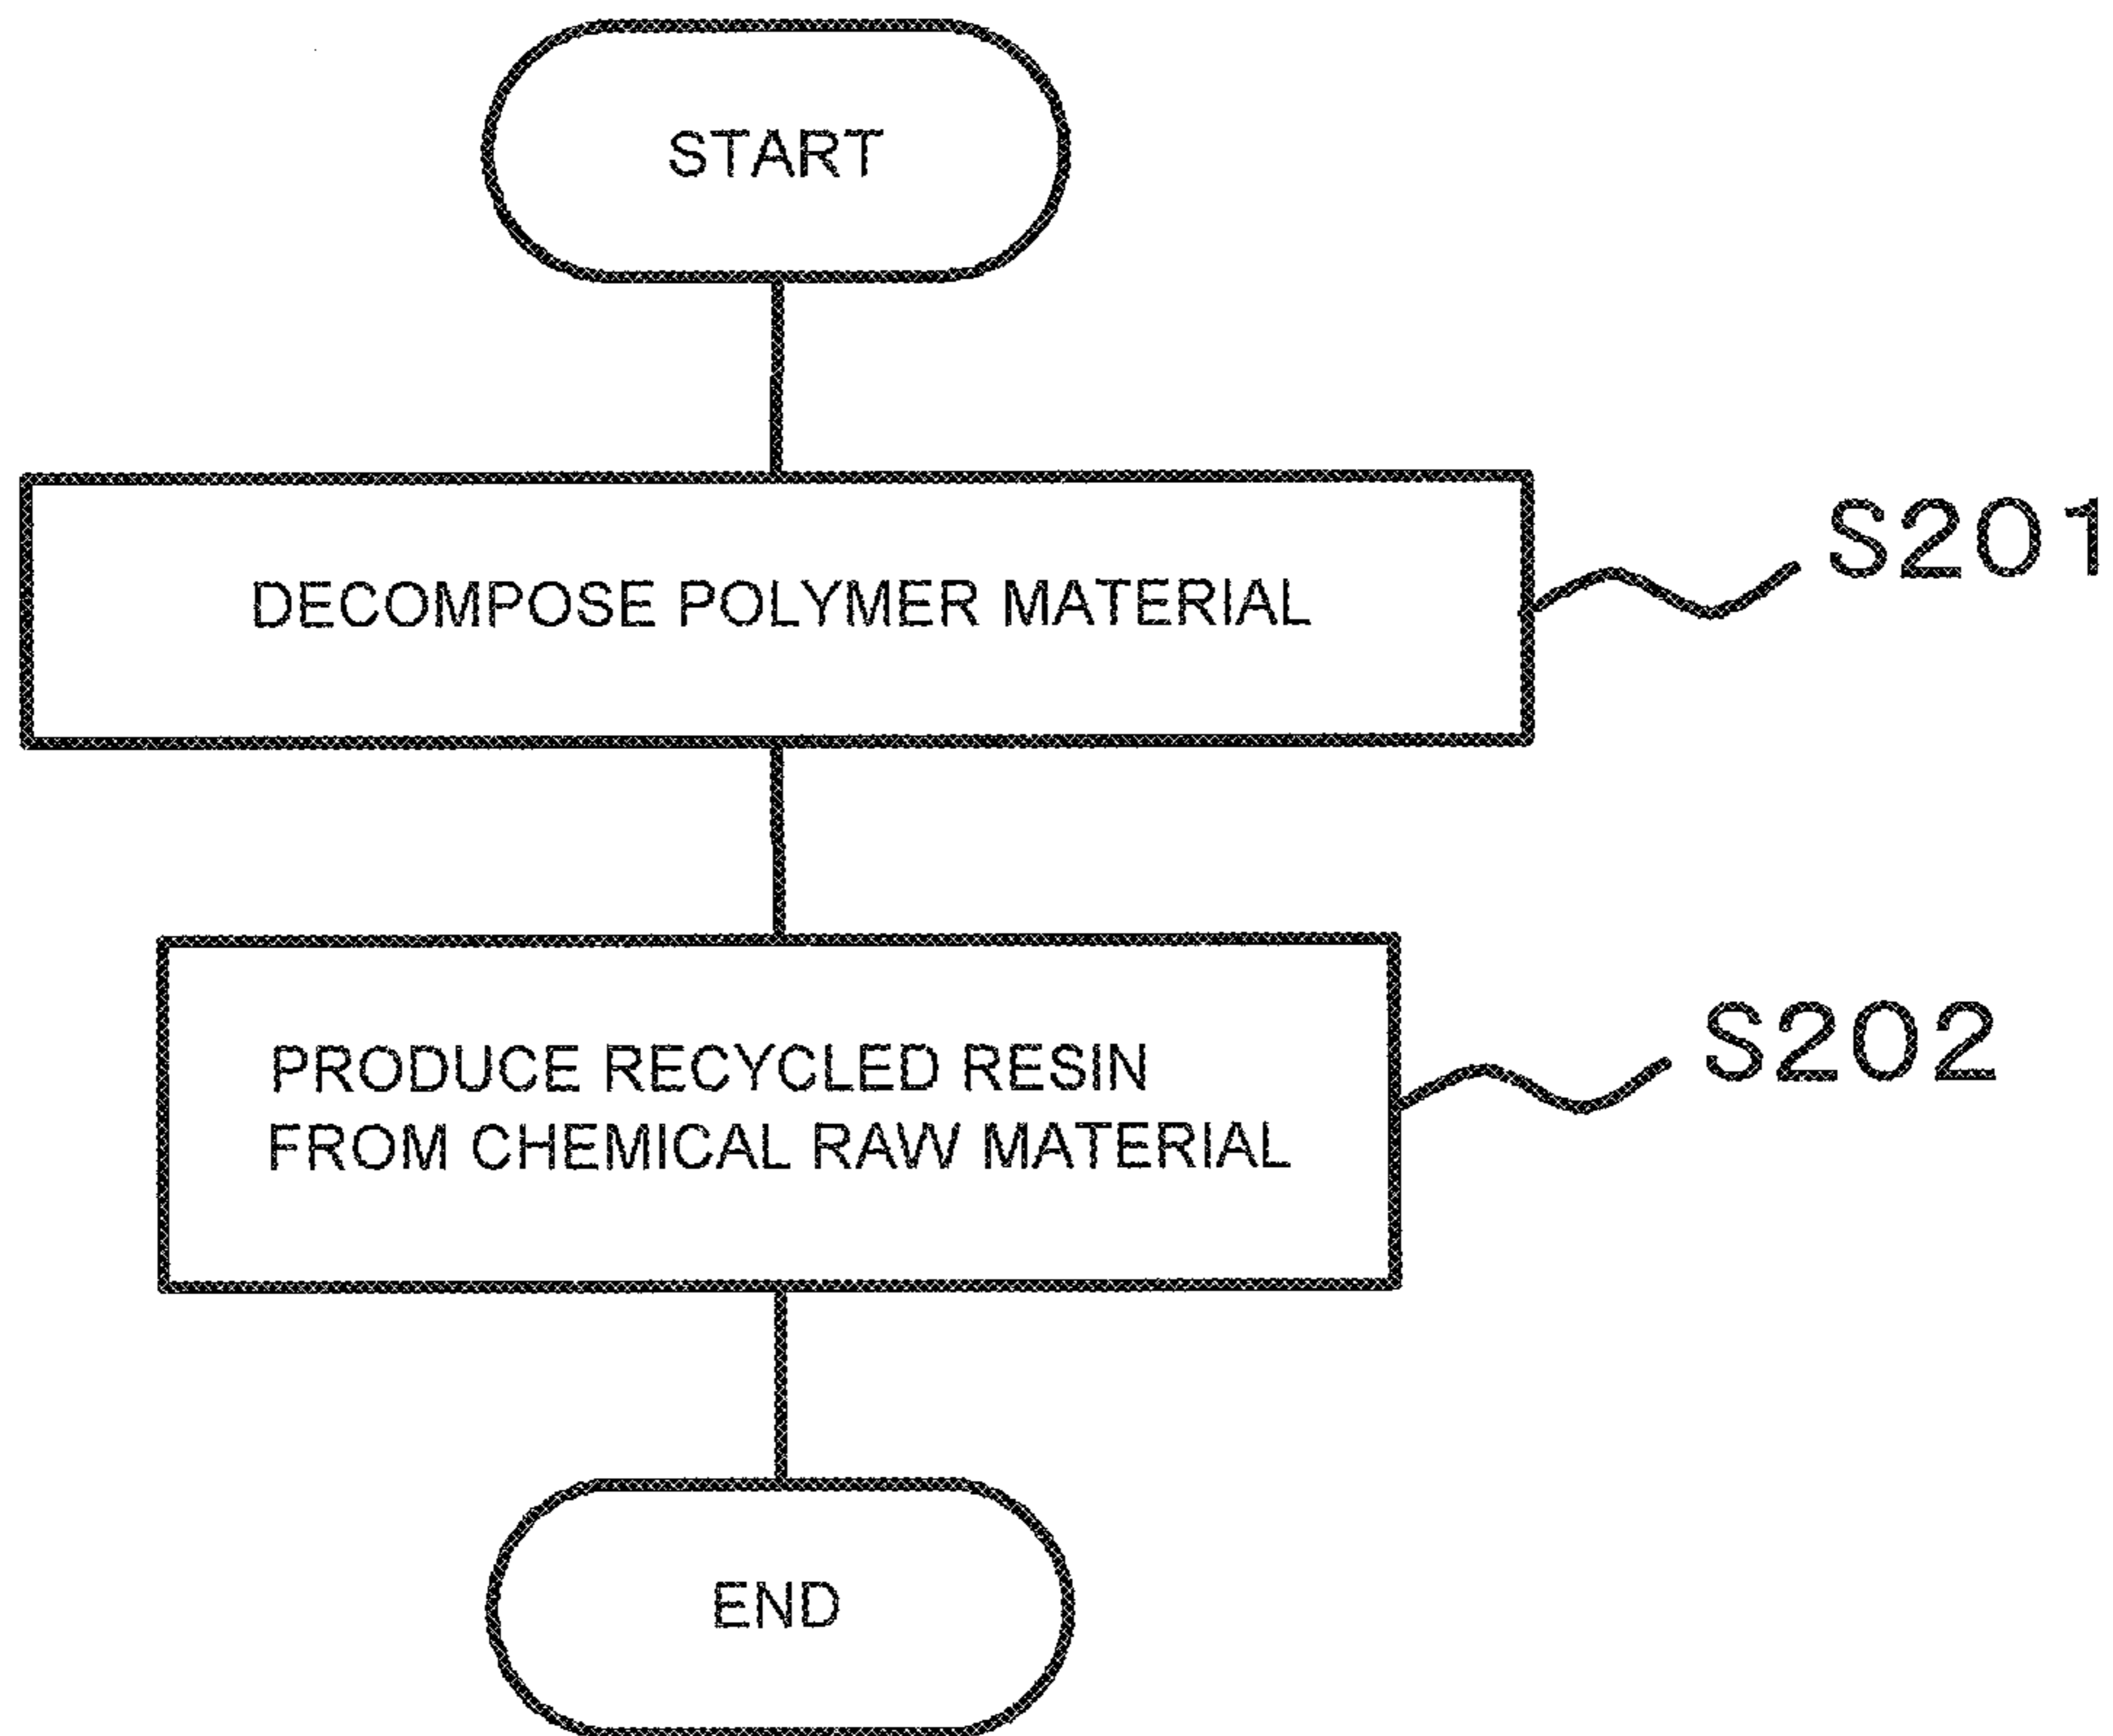 START
DECOMPOSE POLYMER MATERIAL
S201
PRODUCE RECYCLED RESIN
FROM CHEMICAL RAW MATERIAL
S202
END